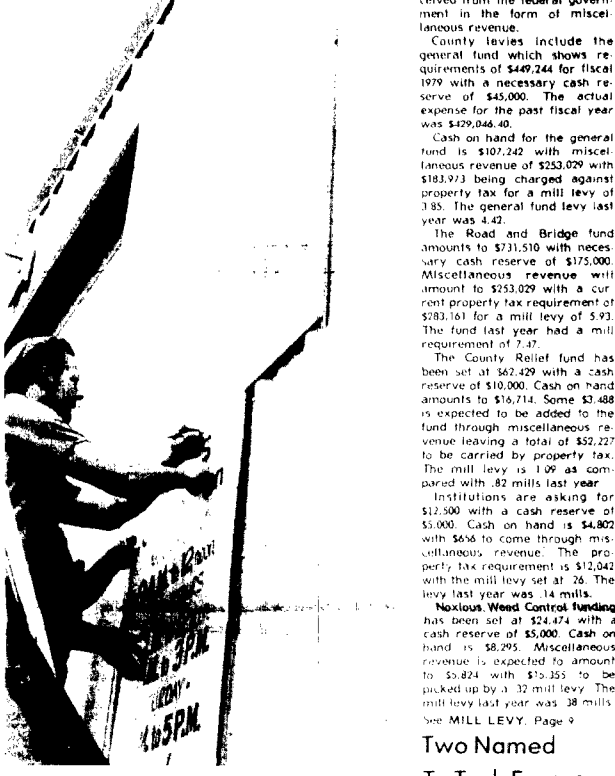 ceived from the federal govern-
ment in the form of miscel-
laneous revenue.
County levies include the
general fund which shows re-
quirements of $449,244 for fiscal
1979 with a necessary cash re-
serve of $45,000. The actual
expense for the past fiscal year
was $429,046.40.
Cash on hand for the general
fund is $107,242 with miscel-
laneous revenue of $253,029 with
$183,973 being charged against
property tax for a mill levy of
3.85. The general fund levy last
year was 4.42.
The Road and Bridge fund
amounts to $731,510 with neces-
sary cash reserve of $175,000.
Miscellaneous revenue will
amount to $253,029 with a cur
rent property tax requirement of
$283,161 for a mill levy of 5.93.
The fund last year had a mill
requirement of 7.47.
The County Relief fund has
been set at $62,429 with a cash
reserve of $10,000. Cash on hand
amounts to $16,714. Some $3,488
is expected to be added to the
fund through miscellaneous re-
venue leaving a total of $52,227
to be carried by property tax.
The mill levy is 1.09 as com-
pared with .82 mills last year
Institutions are asking for
$12,500 with a cash reserve of
$5,000. Cash on hand is $4,802
with $656 to come through mis-
cellaneous revenue. The pro-
perty tax requirement is $12,042
with the mill levy set at .26. The
levy last year was .14 mills.
Noxious Weed Control funding
has been set at $24,474 with a
cash reserve of $5,000. Cash on
hand is $8,295. Miscellaneous
revenue is expected to amount
to $5,824 with $15,355 to be
picked up by a .32 mill levy. The
mill levy last year was .38 mills
See MILL LEVY, Page 9
Two Named
3P.M.
to 5P.M.